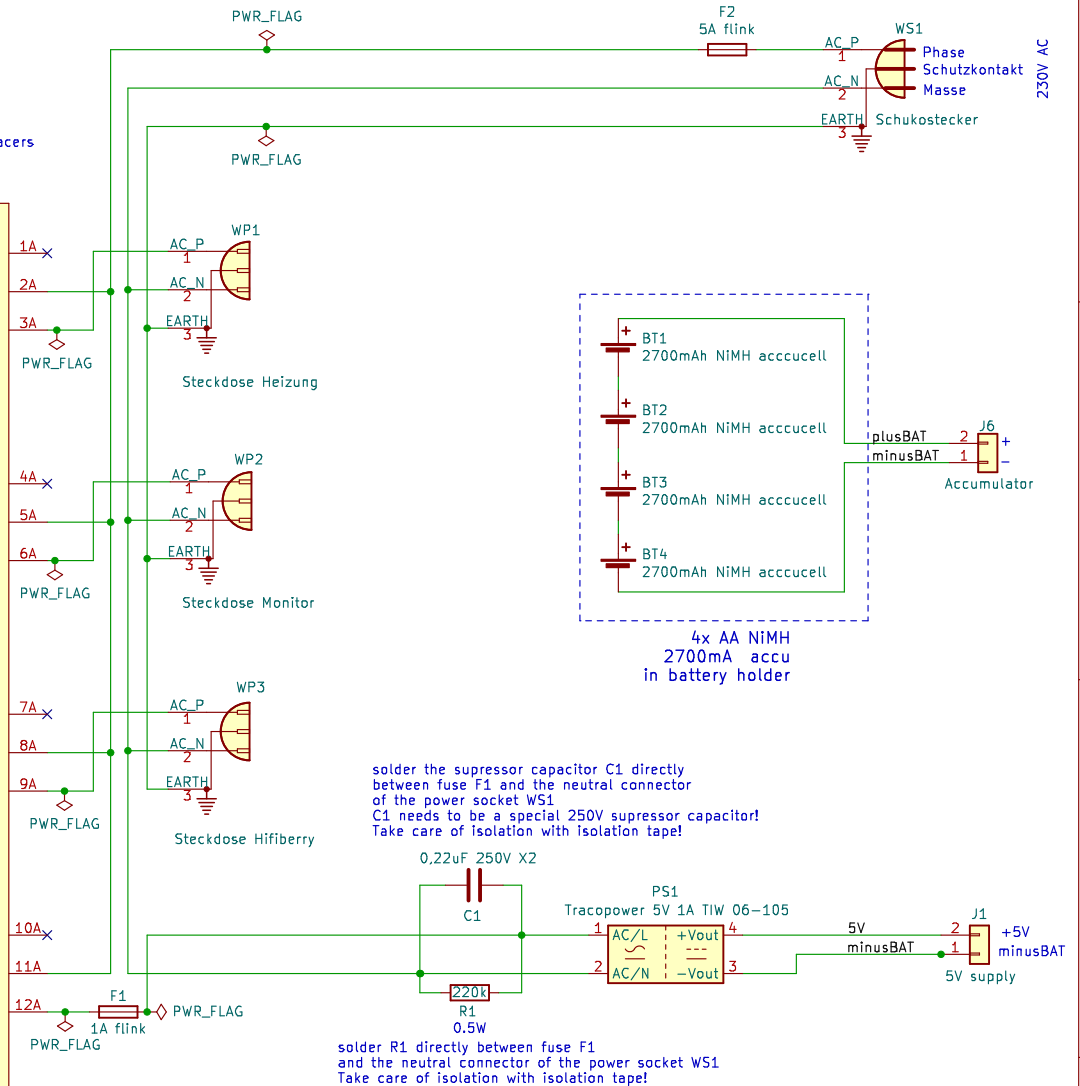 PWR_FLAG
F2
5A flink
WS1
AC_P
1
Phase
Schutzkontakt
230V AC
AC_N
2
Masse
EARTH
3
Schukostecker
PWR_FLAG
acers
WP1
1A
AC_P
1
2A
AC_N
2
3A
EARTH
3
PWR_FLAG
Steckdose Heizung
BT1
2700mAh NiMH acccucell
BT2
2700mAh NiMH acccucell
BT3
2700mAh NiMH acccucell
BT4
2700mAh NiMH acccucell
J6
plusBAT
2
+
minusBAT
1
-
Accumulator
4x AA NiMH
2700mA accu
in battery holder
WP2
4A
AC_P
1
5A
AC_N
2
6A
EARTH
3
PWR_FLAG
Steckdose Monitor
WP3
7A
AC_P
1
8A
AC_N
2
9A
EARTH
3
PWR_FLAG
Steckdose Hifiberry
solder the supressor capacitor C1 directly
between fuse F1 and the neutral connector
of the power socket WS1
C1 needs to be a special 250V supressor capacitor!
Take care of isolation with isolation tape!
0,22uF 250V X2
C1
PS1
Tracopower 5V 1A TIW 06-105
1
AC/L
+Vout
4
2
AC/N
-Vout
3
5V
2
J1
+5V
minusBAT
1
minusBAT
5V supply
10A
11A
12A
F1
1A flink
PWR_FLAG
PWR_FLAG
220k
R1
0.5W
solder R1 directly between fuse F1
and the neutral connector of the power socket WS1
Take care of isolation with isolation tape!